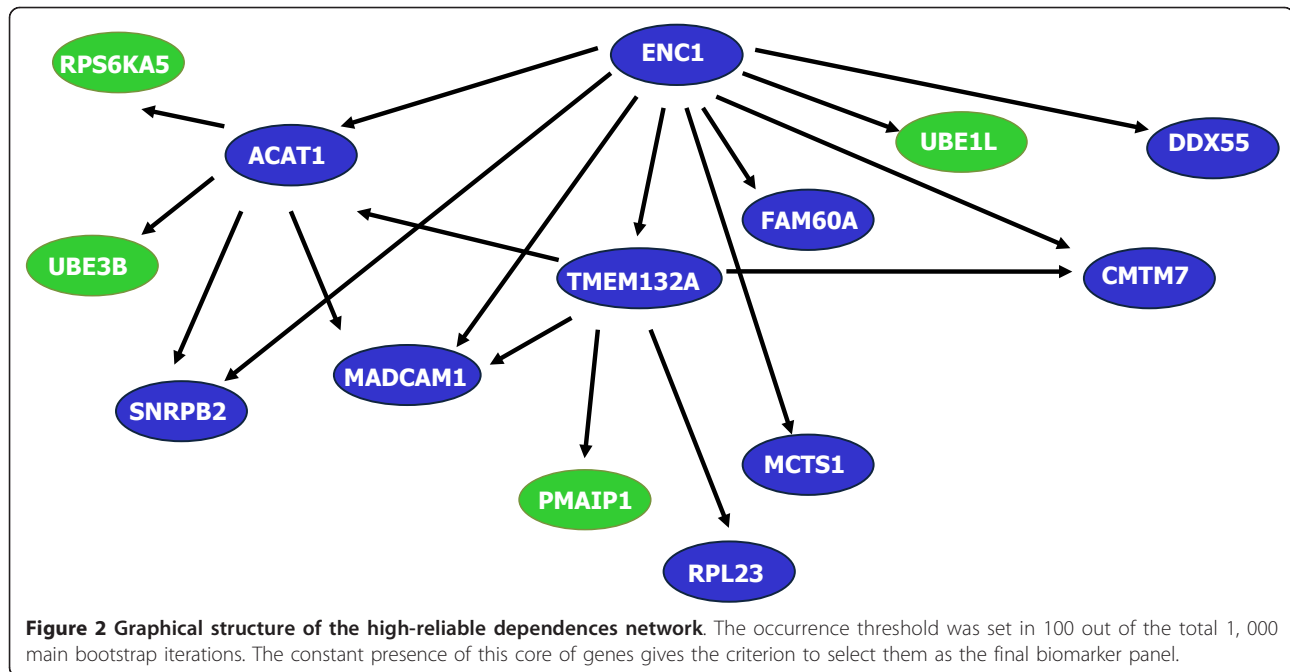 ENC1
RPS6KA5
UBE1L
DDX55
ACAT1
FAM60A
UBE3B
TMEM132A
CMTM7
MADCAM1
SNRPB2
MCTS1
PMAIP1
RPL23
Figure 2 Graphical structure of the high-reliable dependences network. The occurrence threshold was set in 100 out of the total 1, 000
main bootstrap iterations. The constant presence of this core of genes gives the criterion to select them as the final biomarker panel.